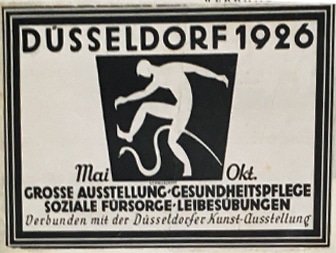 DÜSSELDORF 1926
Mai Okt.
GROSSE AUSSTELLUNG·GESUNDHEITSPFLEGE
SOZIALE FÜRSORGE·LEIBESÜBUNGEN
Verbunden mit der Düsseldorfer Kunst-Ausstellung